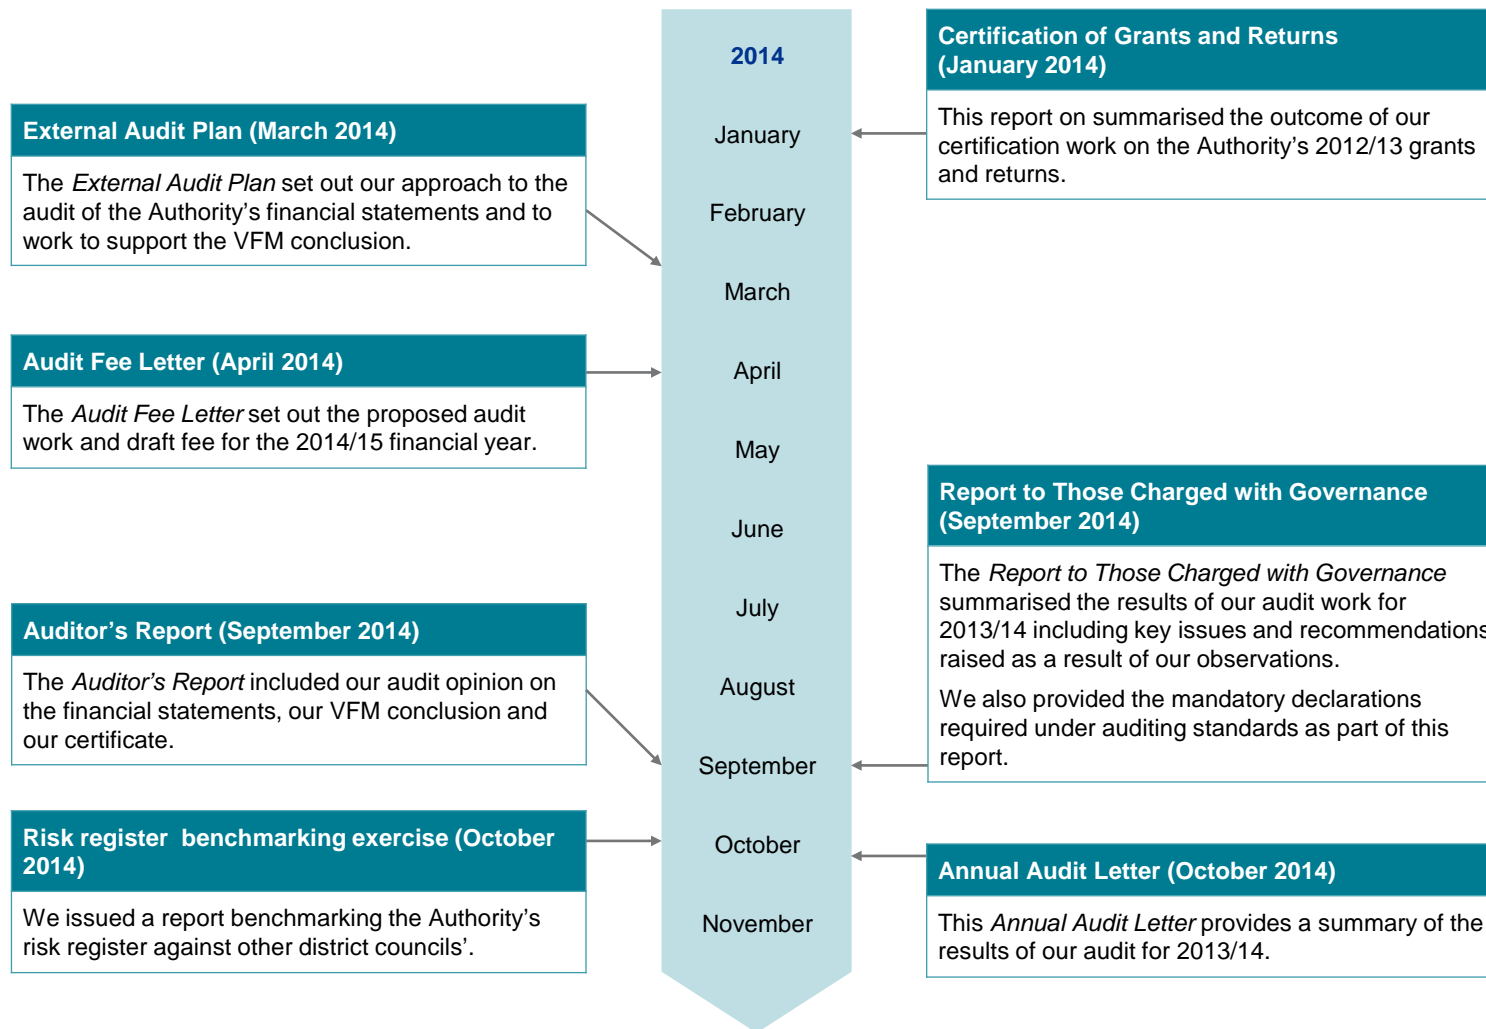 2014
January
February
March
April
May
June
July
August
September
October
November
External Audit Plan (March 2014)
The External Audit Plan set out our approach to the
audit of the Authority’s financial statements and to
work to support the VFM conclusion.
Audit Fee Letter (April 2014)
The Audit Fee Letter set out the proposed audit
work and draft fee for the 2014/15 financial year.
Auditor’s Report (September 2014)
The Auditor’s Report included our audit opinion on
the financial statements, our VFM conclusion and
our certificate.
Risk register  benchmarking exercise (October
2014)
We issued a report benchmarking the Authority’s
risk register against other district councils’.
Certification of Grants and Returns
(January 2014)
This report on summarised the outcome of our
certification work on the Authority’s 2012/13 grants
and returns.
Report to Those Charged with Governance
(September 2014)
The Report to Those Charged with Governance
summarised the results of our audit work for
2013/14 including key issues and recommendations
raised as a result of our observations.
We also provided the mandatory declarations
required under auditing standards as part of this
report.
Annual Audit Letter (October 2014)
This Annual Audit Letter provides a summary of the
results of our audit for 2013/14.